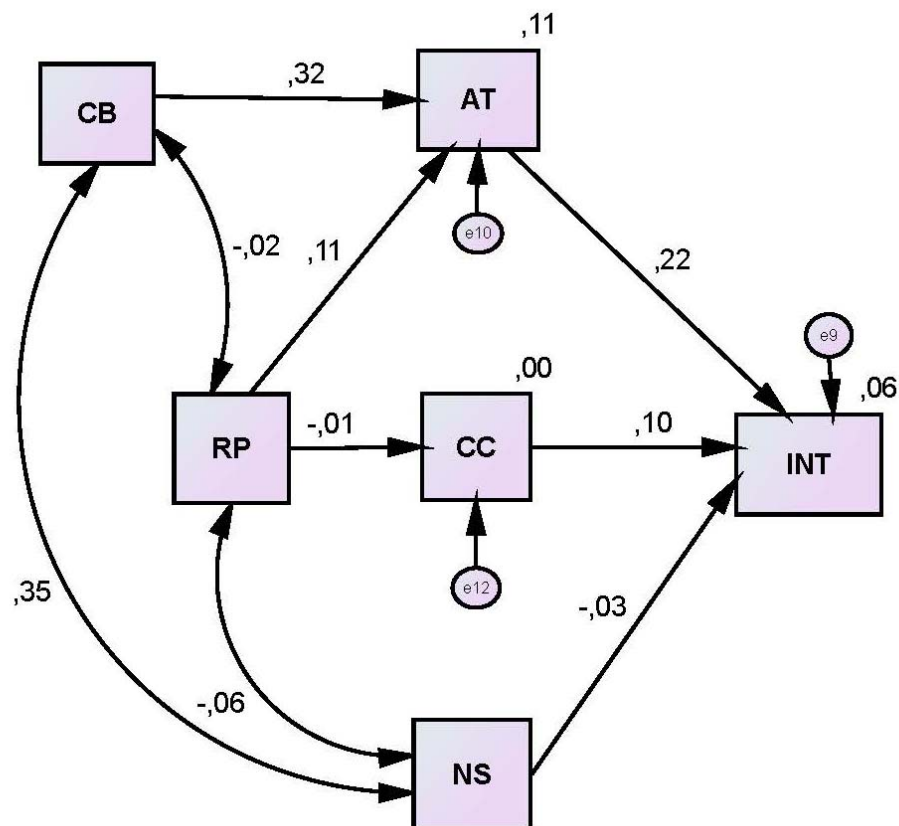 ,11
CB
,32
AT
e10
-,02
,11
,22
e9
,00
,06
RP
-,01
CC
,10
INT
e12
,35
-,03
-,06
NS